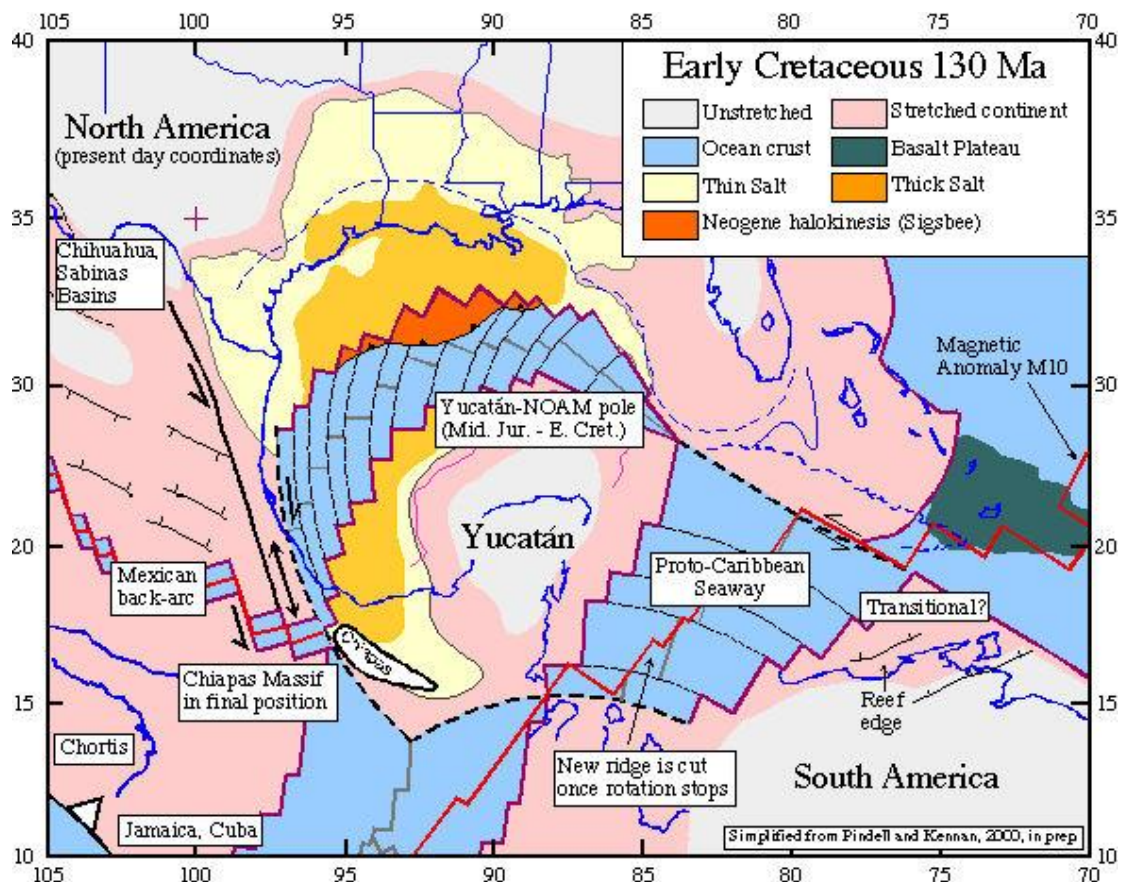 105
100
95
90
85
80
75
70
40
40
Early Cretaceous 130 Ma
Unstretched
Stretched continent
Ocean crust
Basalt Plateau
Thin Salt
Thick Salt
Neogene halokinesis (Sigsbee)
North America
(present day coordinates)
35
35
Chihuahua,
Sabinas
Basins
Magnetic
Anomaly M10
30
30
Yucatán-NOAM pole
(Mid. Jur. - E. Cret.)
Yucatán
20
20
Proto-Caribbean
Seaway
Mexican
back-arc
Transitional?
Chiapas
Chiapas Massif
in final position
15
15
Reef
edge
Chortis
New ridge is cut
once rotation stops
South America
Jamaica, Cuba
Simplified from Pindell and Kennan, 2000, in prep
10
10
105
100
95
90
85
80
75
70